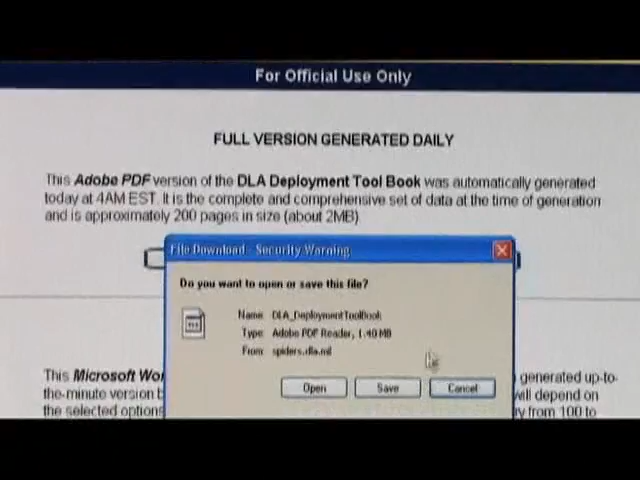 For Official Use Only
FULL VERSION GENERATED DAILY
This Adobe PDF version of the DLA Deployment Tool Book was automatically generated
today at 4AM EST. It is the complete and comprehensive set of data at the time of generation
and is approximately 200 pages in size (about 2MB)
File Download - Security Warning
Do you want to open or save this file?
Name: DLA_DeploymentToolBook
Type: Adobe PDF Reader, 1.40 MB
From: spiders.dla.mil
Open Save Cancel
This Microsoft Wor generated up-to-
the-minute version b will depend on
the selected options y from 100 to